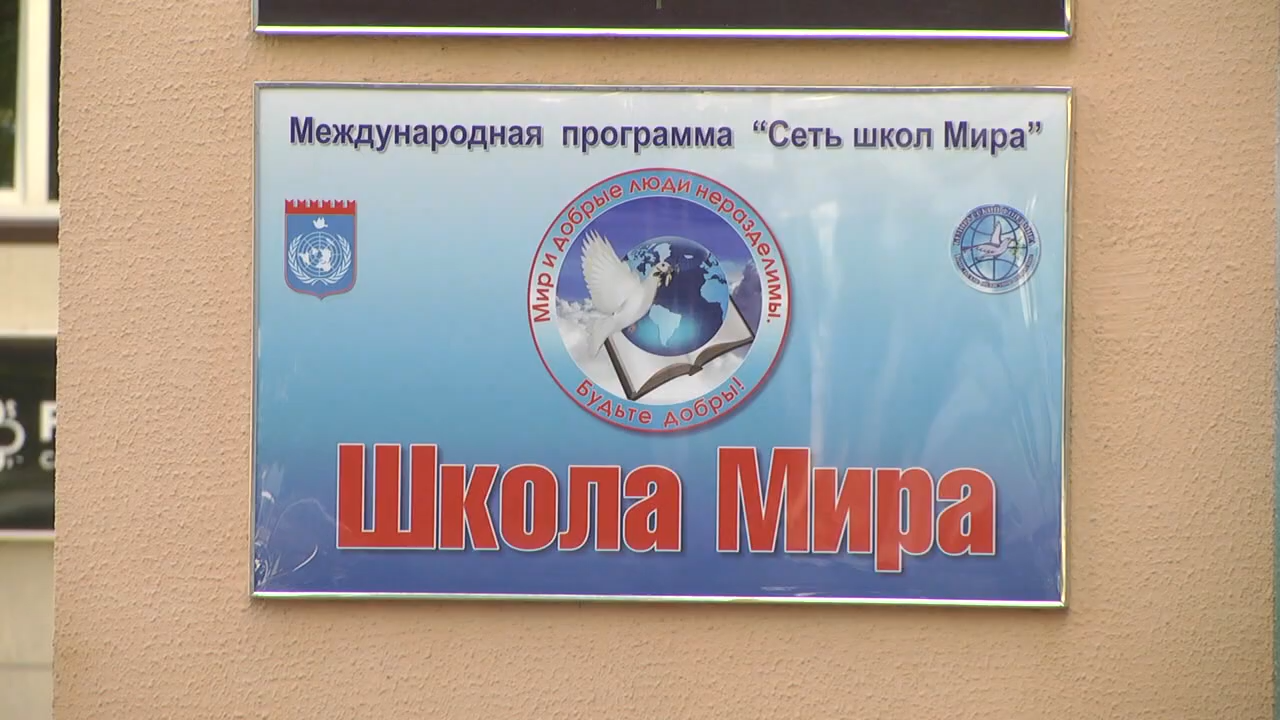 Международная программа “Сеть школ Мира”
Мир и добрые люди неразделимы.
Будьте добры!
Школа Мира